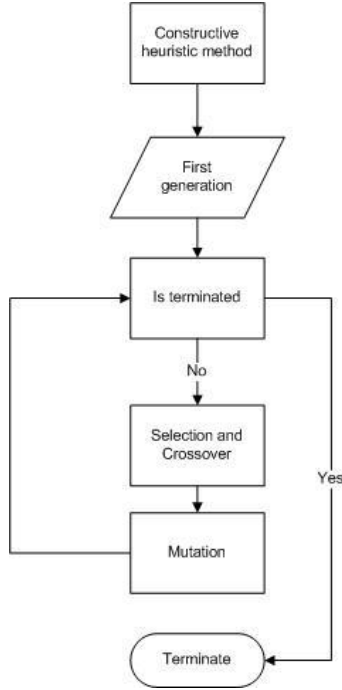 Constructive
heuristic method
First
generation
Is terminated
No
Selection and
Crossover
Yes
Mutation
Terminate